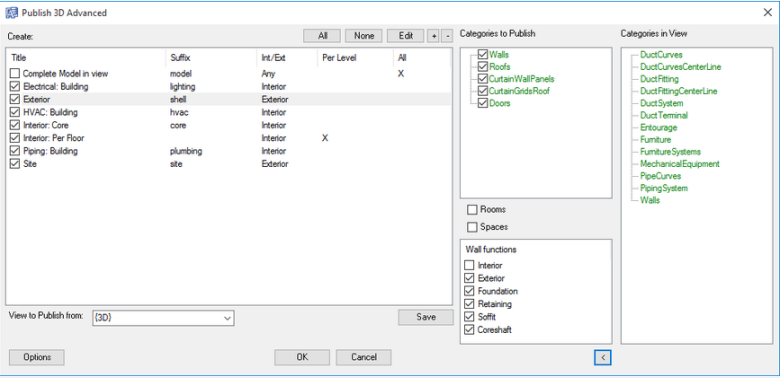 Publish 3D Advanced
Create:
All None Edit + -
Title Suffix Int/Ext Per Level All
Complete Model in view model Any X
Electrical: Building lighting Interior
Exterior shell Exterior
HVAC: Building hvac Interior
Interior: Core core Interior
Interior: Per Floor Interior X
Piping: Building plumbing Interior
Site site Exterior
View to Publish from: {3D}
Save
Options
OK
Cancel
Categories to Publish
Walls
Roofs
CurtainWallPanels
CurtainGridsRoof
Doors
Rooms
Spaces
Wall functions
Interior
Exterior
Foundation
Retaining
Soffit
Coreshaft
<
Categories in View
DuctCurves
DuctCurvesCenterLine
DuctFitting
DuctFittingCenterLine
DuctSystem
DuctTerminal
Entourage
Furniture
FurnitureSystems
MechanicalEquipment
PipeCurves
PipingSystem
Walls